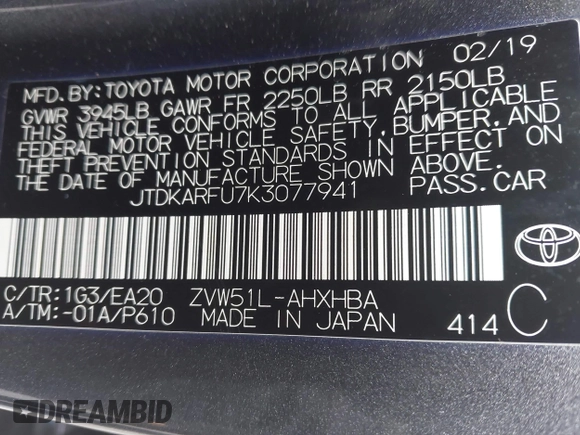 MFD.BY:TOYOTA MOTOR CORPORATION 02/19
GVWR 3945LB GAWR FR 2250LB RR 2150LB
THIS VEHICLE CONFORMS TO ALL APPLICABLE
FEDERAL MOTOR VEHICLE SAFETY,BUMPER,AND
THEFT PREVENTION STANDARDS IN EFFECT ON
THE DATE OF MANUFACTURE SHOWN ABOVE.
JTDKARFU7K3077941 PASS.CAR
C/TR:1G3/EA20 ZVW51L-AHXHBA
A/TM:-01A/P610 MADE IN JAPAN 414 C
DREAMBID